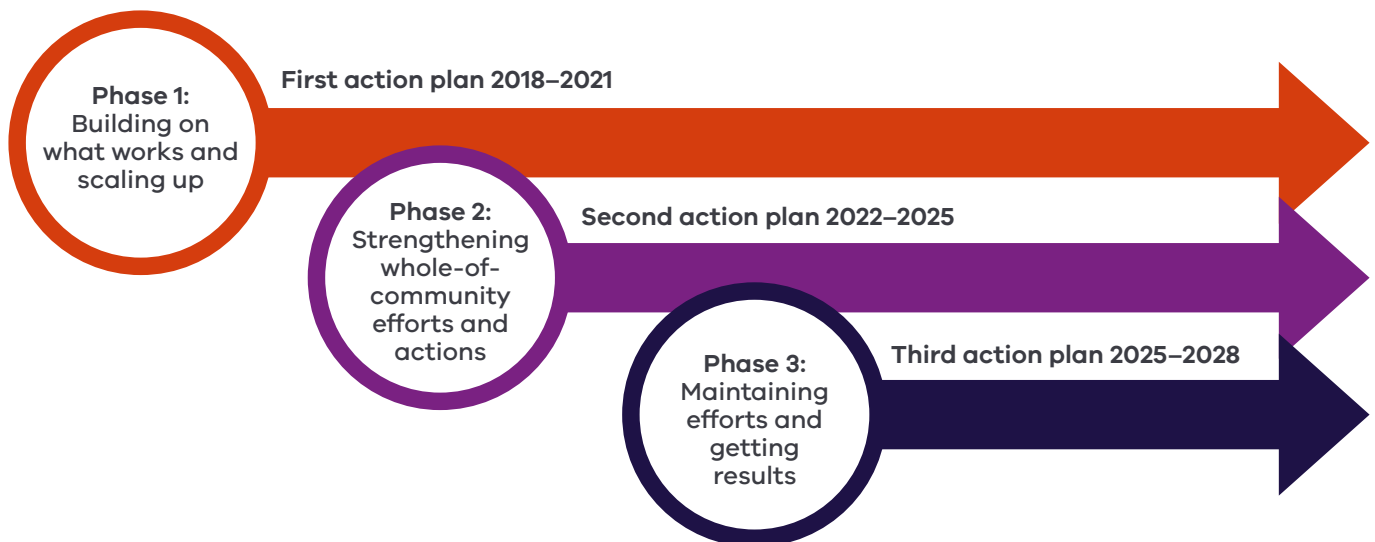 First action plan 2018–2021
Phase 1:
Building on
what works and
scaling up
Second action plan 2022–2025
Phase 2:
Strengthening
whole-of-
community
efforts and
actions
Third action plan 2025–2028
Phase 3:
Maintaining
efforts and
getting
results